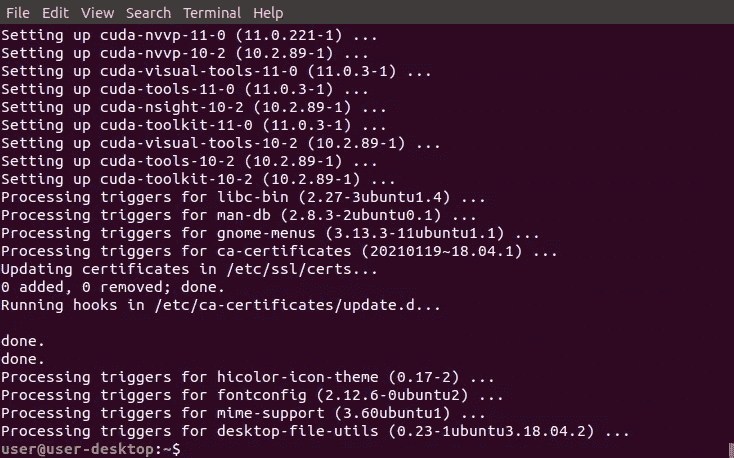 File Edit View Search Terminal Help
Setting up cuda-nvvp-11-0 (11.0.221-1) ...
Setting up cuda-nvvp-10-2 (10.2.89-1) ...
Setting up cuda-visual-tools-11-0 (11.0.3-1) ...
Setting up cuda-tools-11-0 (11.0.3-1) ...
Setting up cuda-nsight-10-2 (10.2.89-1) ...
Setting up cuda-toolkit-11-0 (11.0.3-1) ...
Setting up cuda-visual-tools-10-2 (10.2.89-1) ...
Setting up cuda-tools-10-2 (10.2.89-1) ...
Setting up cuda-toolkit-10-2 (10.2.89-1) ...
Processing triggers for libc-bin (2.27-3ubuntu1.4) ...
Processing triggers for man-db (2.8.3-2ubuntu0.1) ...
Processing triggers for gnome-menus (3.13.3-11ubuntu1.1) ...
Processing triggers for ca-certificates (20210119~18.04.1) ...
Updating certificates in /etc/ssl/certs...
0 added, 0 removed; done.
Running hooks in /etc/ca-certificates/update.d...
done.
done.
Processing triggers for hicolor-icon-theme (0.17-2) ...
Processing triggers for fontconfig (2.12.6-0ubuntu2) ...
Processing triggers for mime-support (3.60ubuntu1) ...
Processing triggers for desktop-file-utils (0.23-1ubuntu3.18.04.2) ...
user@user-desktop:~$